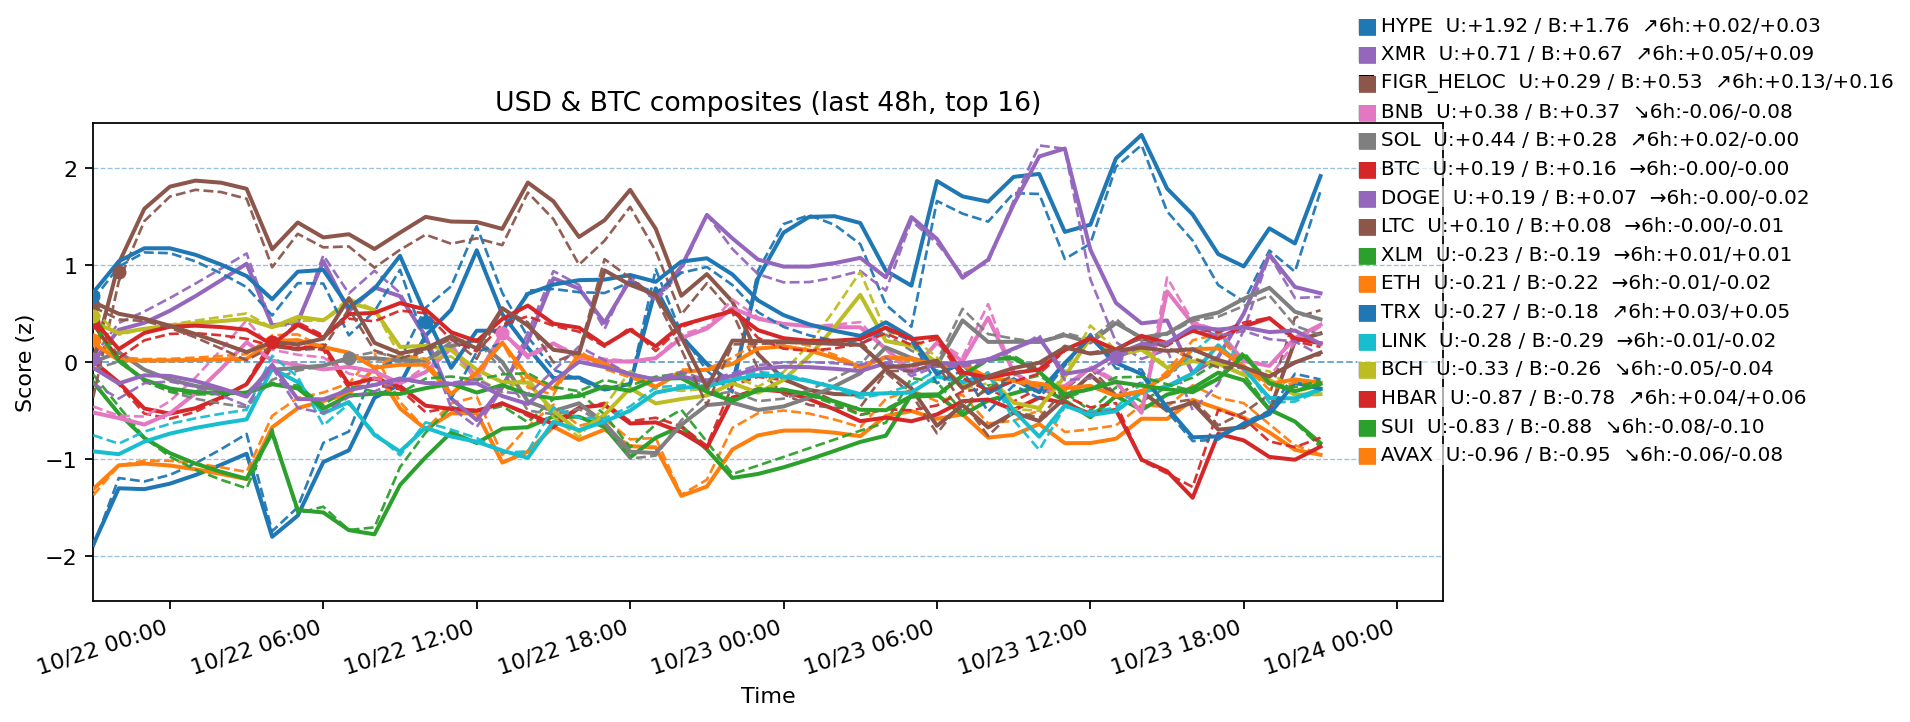 HYPE  U:+1.92 / B:+1.76  ↗6h:+0.02/+0.03
XMR  U:+0.71 / B:+0.67  ↗6h:+0.05/+0.09
FIGR_HELOC  U:+0.29 / B:+0.53  ↗6h:+0.13/+0.16
BNB  U:+0.38 / B:+0.37  ↘6h:-0.06/-0.08
SOL  U:+0.44 / B:+0.28  ↗6h:+0.02/-0.00
BTC  U:+0.19 / B:+0.16  →6h:-0.00/-0.00
DOGE  U:+0.19 / B:+0.07  →6h:-0.00/-0.02
LTC  U:+0.10 / B:+0.08  →6h:-0.00/-0.01
XLM  U:-0.23 / B:-0.19  →6h:+0.01/+0.01
ETH  U:-0.21 / B:-0.22  →6h:-0.01/-0.02
TRX  U:-0.27 / B:-0.18  ↗6h:+0.03/+0.05
LINK  U:-0.28 / B:-0.29  →6h:-0.01/-0.02
BCH  U:-0.33 / B:-0.26  ↘6h:-0.05/-0.04
HBAR  U:-0.87 / B:-0.78  ↗6h:+0.04/+0.06
SUI  U:-0.83 / B:-0.88  ↘6h:-0.08/-0.10
AVAX  U:-0.96 / B:-0.95  ↘6h:-0.06/-0.08
USD & BTC composites (last 48h, top 16)
Score (z)
2
1
0
−1
−2
10/22 00:00
10/22 06:00
10/22 12:00
10/22 18:00
10/23 00:00
10/23 06:00
10/23 12:00
10/23 18:00
10/24 00:00
Time